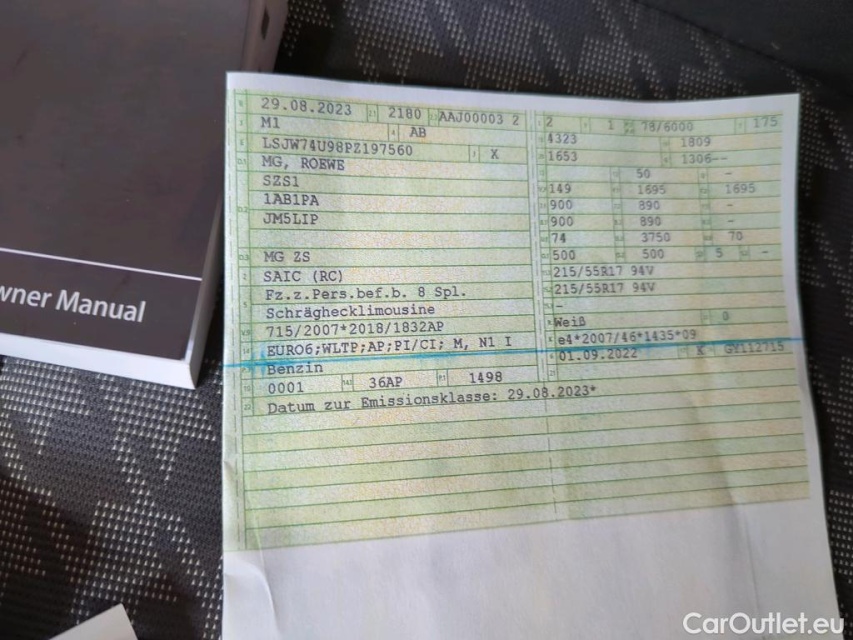 wner Manual
29.08.2023 2180 AAJ00003 2
M1 AB
LSJW74U98PZ197560 X
MG, ROEWE
SZS1
1AB1PA
JM5LIP
MG ZS
SAIC (RC)
Fz.z.Pers.bef.b. 8 Spl.
Schräghecklimousine
715/2007*2018/1832AP
EURO6;WLTP;AP;PI/CI; M, N1 I
Benzin
0001 36AP 1498
Datum zur Emissionsklasse: 29.08.2023*
2 1 78/6000 175
4323 1809
1653 1306--
50 -
149 1695 1695
900 890 -
900 890 -
74 3750 70
500 500 5 -
215/55R17 94V
215/55R17 94V
-
Weiß 0
e4*2007/46*1435*09
01.09.2022 K GY112715
CarOutlet.eu